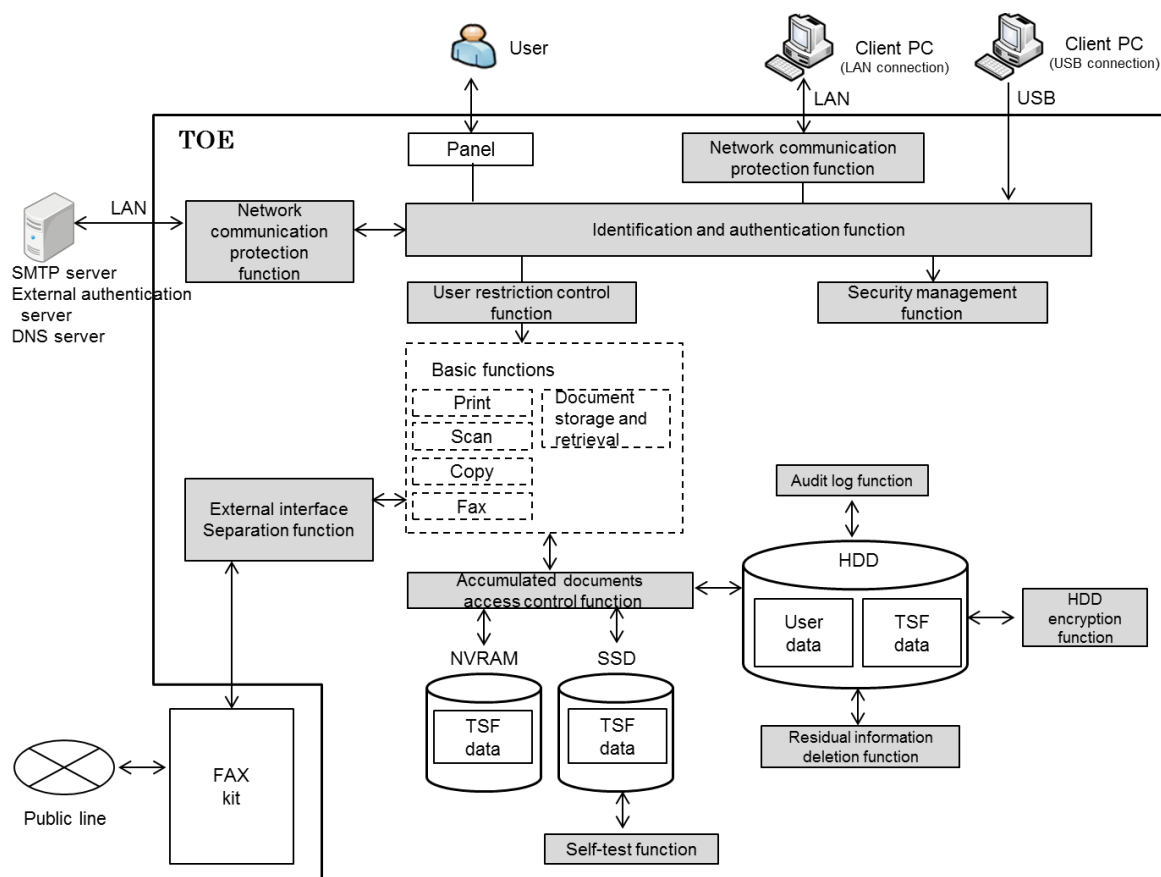 User
Client PC
(LAN connection)
Client PC
(USB connection)
LAN
USB
TOE
Panel
Network communication
protection function
LAN
Network
communication
protection
function
Identification and authentication function
SMTP server
External authentication
server
DNS server
User restriction control
function
Security management
function
Basic functions
Print
Scan
Copy
Fax
Document
storage and
retrieval
External interface
Separation function
Audit log function
Accumulated documents
access control function
HDD
User
data
TSF
data
HDD
encryption
function
NVRAM
TSF
data
SSD
TSF
data
Residual information
deletion function
Public line
FAX
kit
Self-test function